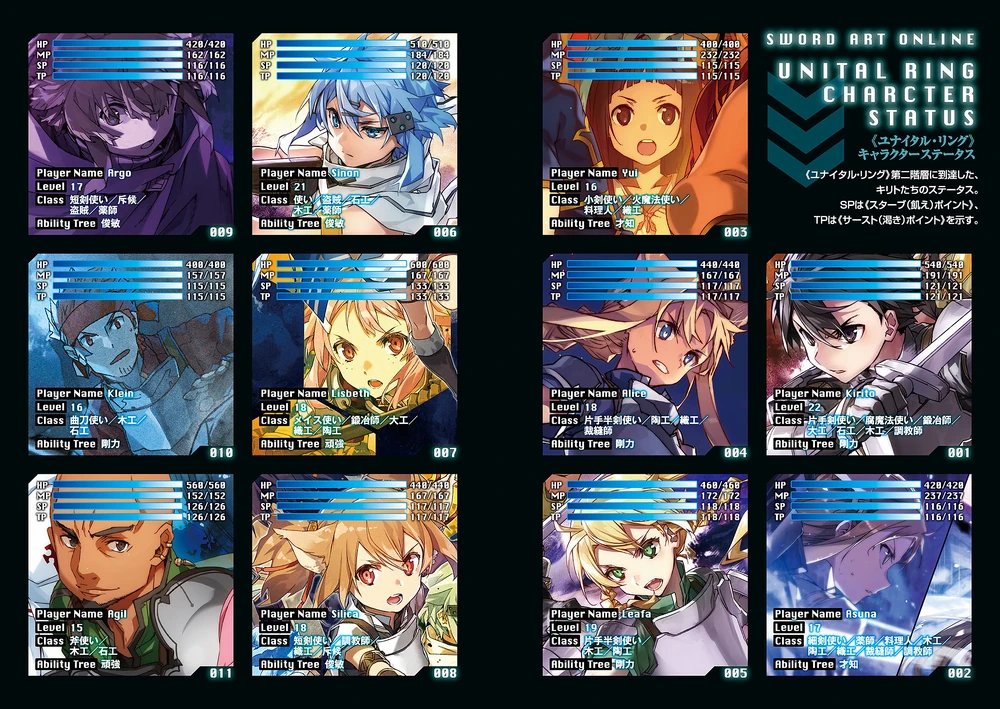 SWORD ART ONLINE
UNITAL RING
CHARCTER
STATUS
《ユナイタル・リング》
キャラクターステータス
《ユナイタル・リング》第二階層に到達した、
キリトたちのステータス。
SPは《スターブ(飢え)ポイント》、
TPは《サースト(渇き)ポイント》を示す。
HP 540/540
MP 191/191
SP 121/121
TP 121/121
Player Name Kirito
Level 22
Class 片手剣使い／腐魔法使い／鍛冶師／
大工／石工／木工／調教師
Ability Tree 剛力
001
HP 420/420
MP 237/237
SP 116/116
TP 116/116
Player Name Asuna
Level 17
Class 細剣使い／薬師／料理人／木工／
陶工／織工／裁縫師／調教師
Ability Tree 才知
002
HP 400/400
MP 232/232
SP 115/115
TP 115/115
Player Name Yui
Level 16
Class 小剣使い／火魔法使い／
料理人／織工
Ability Tree 才知
003
HP 440/440
MP 167/167
SP 117/117
TP 117/117
Player Name Alice
Level 18
Class 片手半剣使い／陶工／織工／
裁縫師
Ability Tree 剛力
004
HP 460/460
MP 172/172
SP 118/118
TP 118/118
Player Name Leafa
Level 19
Class 片手半剣使い／
木工／陶工
Ability Tree 剛力
005
HP 510/510
MP 184/184
SP 120/120
TP 120/120
Player Name Sinon
Level 21
Class 使い／盗賊／石工／
木工／薬師
Ability Tree 俊敏
006
HP 600/600
MP 167/167
SP 133/133
TP 133/133
Player Name Lisbeth
Level 18
Class メイス使い／鍛冶師／大工／
織工／陶工
Ability Tree 頑強
007
HP 440/440
MP 167/167
SP 117/117
TP 117/117
Player Name Silica
Level 18
Class 短剣使い／調教師／
織工／斥候
Ability Tree 俊敏
008
HP 420/420
MP 162/162
SP 116/116
TP 116/116
Player Name Argo
Level 17
Class 短剣使い／斥候／
盗賊／薬師
Ability Tree 俊敏
009
HP 400/400
MP 157/157
SP 115/115
TP 115/115
Player Name Klein
Level 16
Class 曲刀使い／木工／
石工
Ability Tree 剛力
010
HP 560/560
MP 152/152
SP 126/126
TP 126/126
Player Name Agil
Level 15
Class 斧使い／
木工／石工
Ability Tree 頑強
011